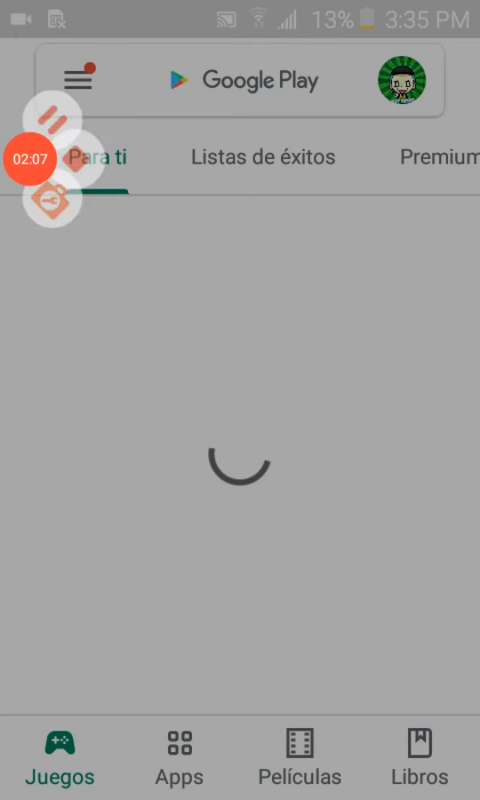 13% 3:35 PM
Google Play
02:07
Para ti Listas de éxitos Premium
Juegos Apps Películas Libros